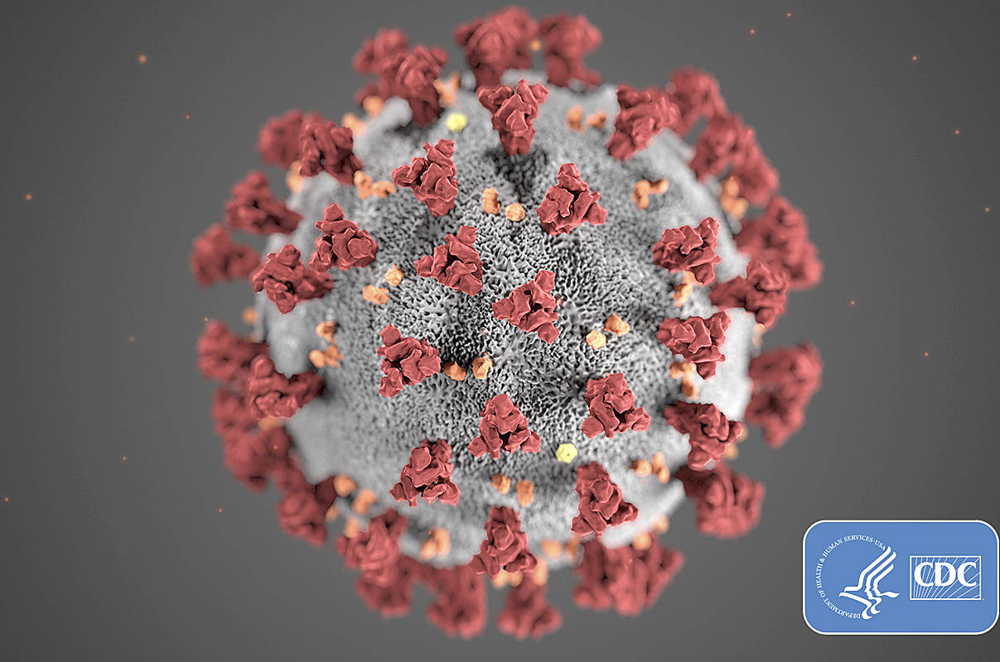 DEPARTMENT OF HEALTH & HUMAN SERVICES·USA
CDC